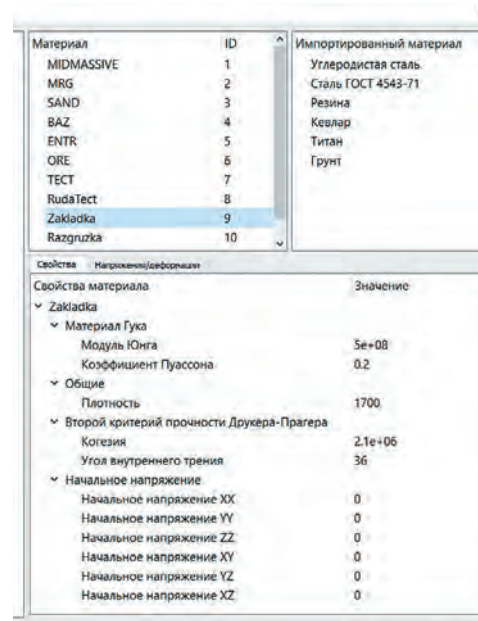 Материал ID
MIDMASSIVE 1
MRG 2
SAND 3
BAZ 4
ENTR 5
ORE 6
TECT 7
RudaTect 8
Zakladka 9
Razgruzka 10
Импортированный материал
Углеродистая сталь
Сталь ГОСТ 4543-71
Резина
Кевлар
Титан
Грунт
Свойства Напряжения/деформации
Свойства материала Значение
Zakladka
Материал Гука
Модуль Юнга 5e+08
Коэффициент Пуассона 0.2
Общие
Плотность 1700
Второй критерий прочности Друкера-Прагера
Когезия 2.1e+06
Угол внутреннего трения 36
Начальное напряжение
Начальное напряжение XX 0
Начальное напряжение YY 0
Начальное напряжение ZZ 0
Начальное напряжение XY 0
Начальное напряжение YZ 0
Начальное напряжение XZ 0